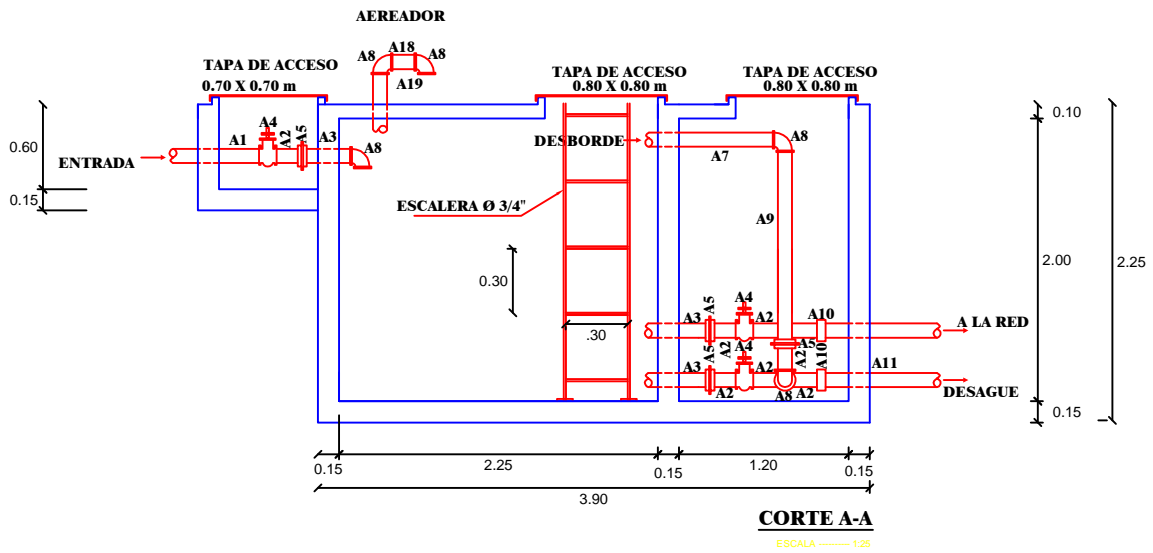 AEREADOR
A18
A8
A8
A19
TAPA DE ACCESO
0.70 X 0.70 m
TAPA DE ACCESO
0.80 X 0.80 m
TAPA DE ACCESO
0.80 X 0.80 m
0.10
0.60
ENTRADA
A1
A4
A2
A5
A3
A8
DESBORDE
A7
A8
0.15
ESCALERA Ø 3/4"
A9
2.00
2.25
0.30
.30
A3
A5
A4
A2
A10
A LA RED
A2
A4
A5
A2
A10
A3
A5
A2
A11
A2
A8
A2
DESAGUE
0.15
0.15
2.25
0.15
1.20
0.15
3.90
CORTE A-A
ESCALA ------- 1:25